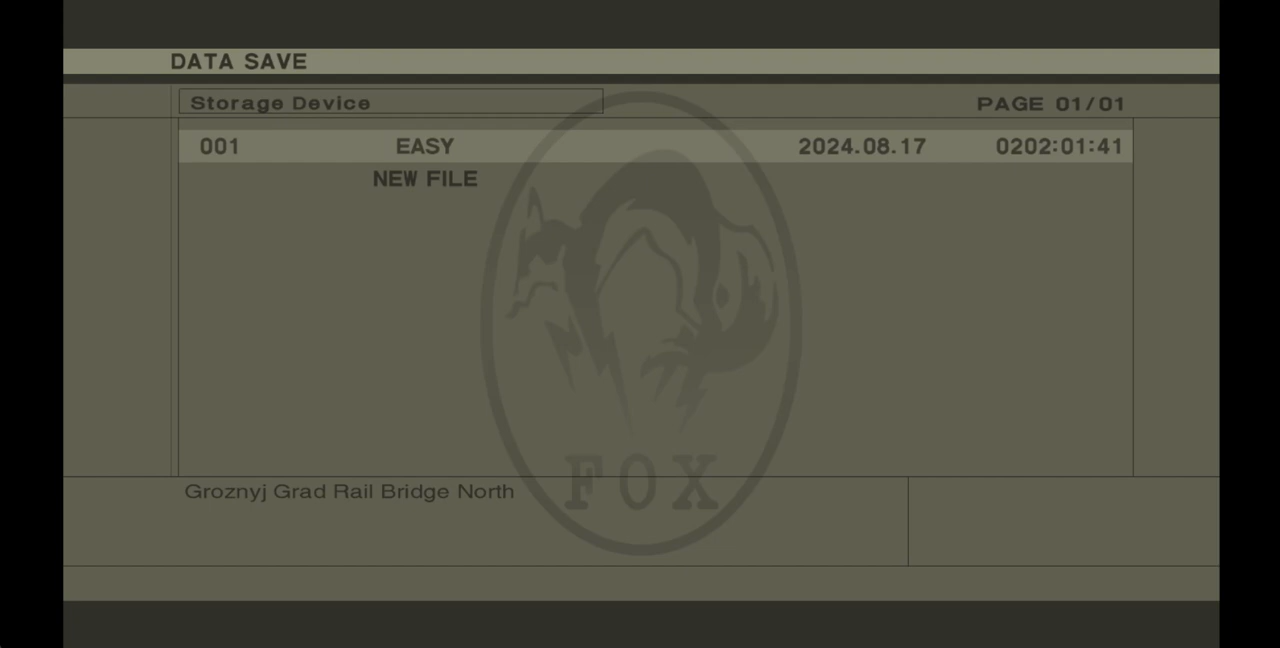 DATA SAVE
Storage Device PAGE 01/01
001 EASY 2024.08.17 0202:01:41
NEW FILE
Groznyj Grad Rail Bridge North
FOX